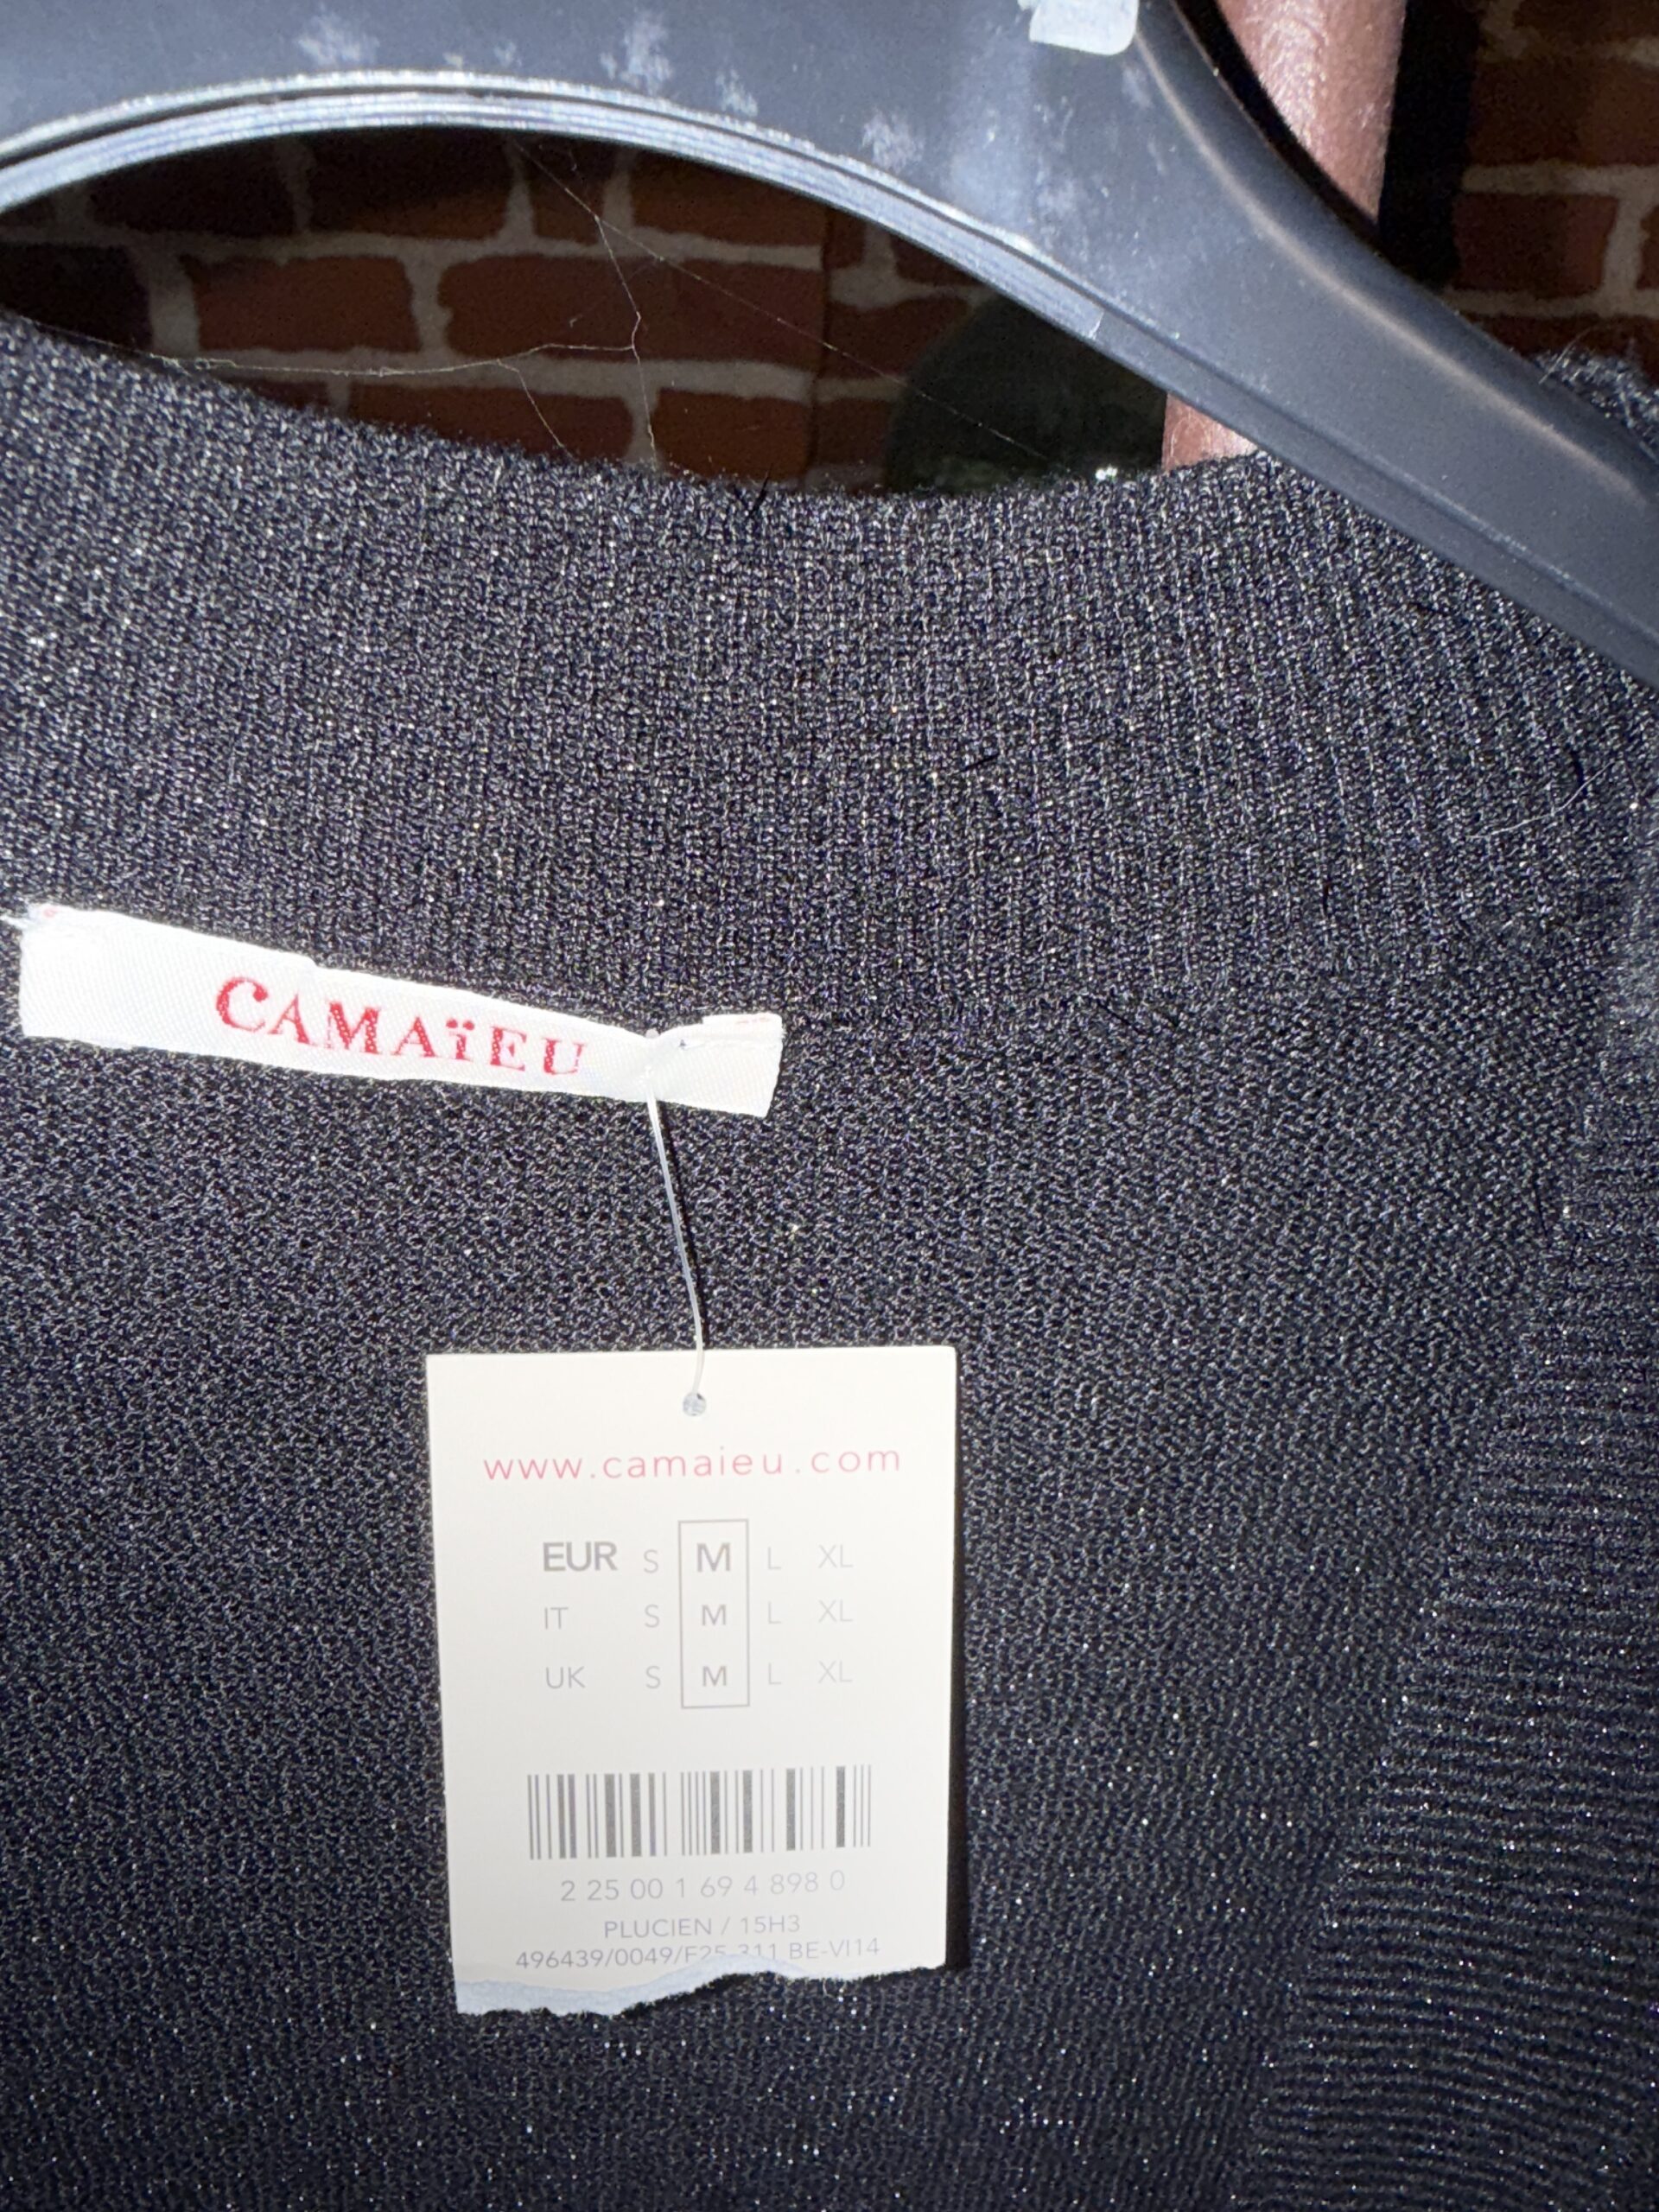 CAMAïEU
www.camaieu.com
EUR S M L XL
IT S M L XL
UK S M L XL
2 25 00 1 69 4 898 0
PLUCIEN / 15H3
496439/0049/F25-311 BE-VI14